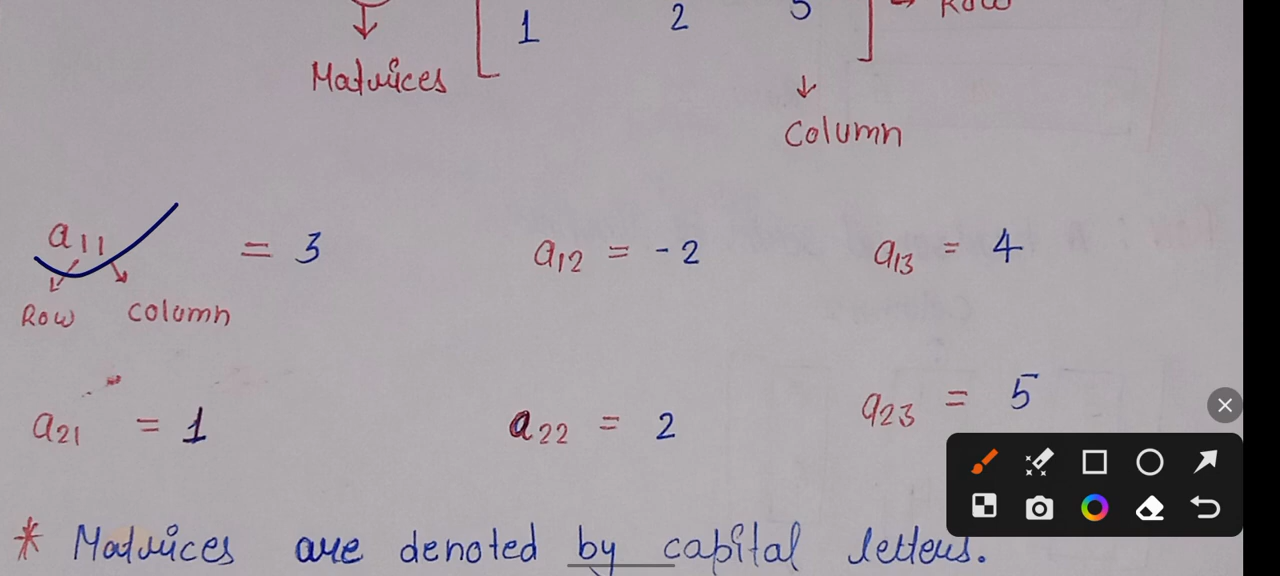 1 2 5 → Row
Matrices
Column
a11 = 3 a12 = -2 a13 = 4
Row column
a21 = 1 a22 = 2 a23 = 5
* Matrices are denoted by capital letters.